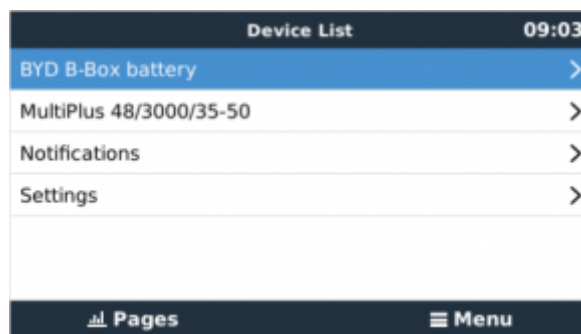 Device List 09:03
BYD B-Box battery
MultiPlus 48/3000/35-50
Notifications
Settings
Pages Menu